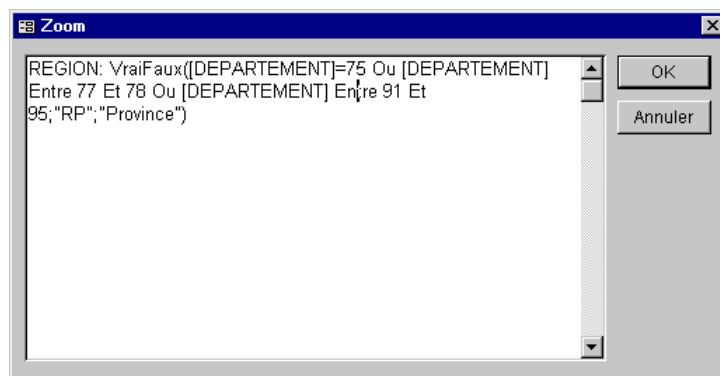 Zoom
REGION: VraiFaux([DEPARTEMENT]=75 Ou [DEPARTEMENT]
Entre 77 Et 78 Ou [DEPARTEMENT] Entre 91 Et
95;"RP";"Province")
OK
Annuler